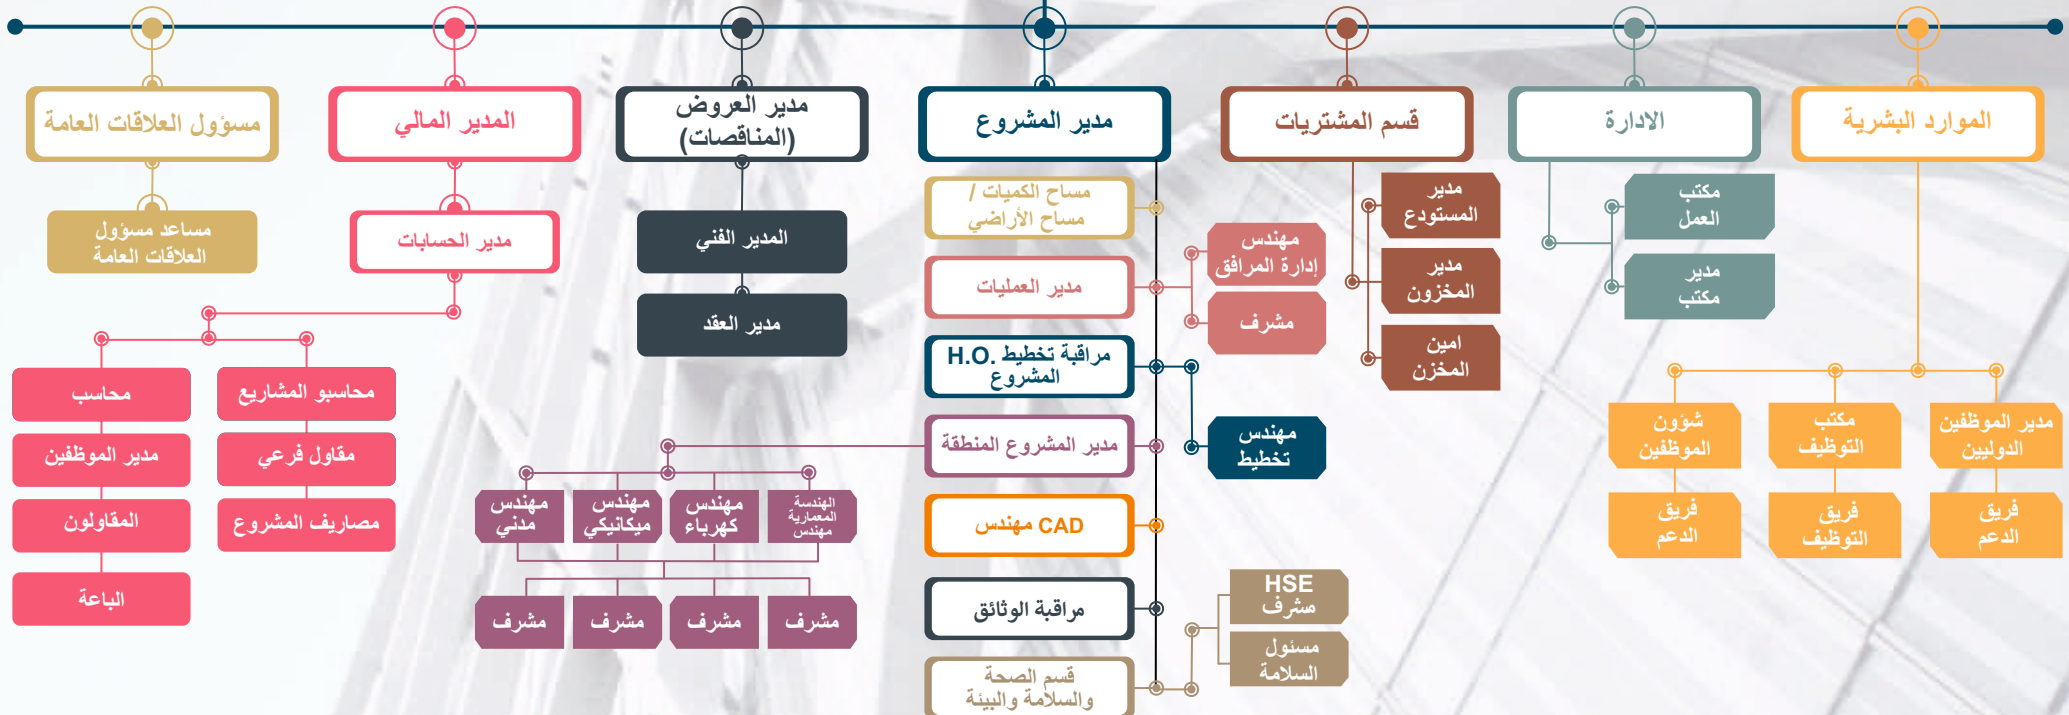 الموارد البشرية
الادارة
قسم المشتريات
مدير المشروع
مدير العروض
(المناقصات)
المدير المالي
مسؤول العلاقات العامة
مدير الموظفين
الدوليين
مكتب
التوظيف
شؤون
الموظفين
فريق
الدعم
فريق
التوظيف
فريق
الدعم
مكتب
العمل
مدير
مكتب
مدير
المستودع
مدير
المخزون
امين
المخزن
مساح الكميات /
مساح الأراضي
مدير العمليات
مهندس
إدارة المرافق
مشرف
مراقبة تخطيط H.O.
المشروع
مهندس
تخطيط
مدير المشروع المنطقة
الهندسة
المعمارية
مهندس
مهندس
كهرباء
مهندس
ميكانيكي
مهندس
مدني
مشرف
مشرف
مشرف
مشرف
CAD مهندس
مراقبة الوثائق
قسم الصحة
والسلامة والبيئة
HSE
مشرف
مسئول
السلامة
المدير الفني
مدير العقد
مدير الحسابات
محاسبو المشاريع
مقاول فرعي
مصاريف المشروع
محاسب
مدير الموظفين
المقاولون
الباعة
مساعد مسؤول
العلاقات العامة